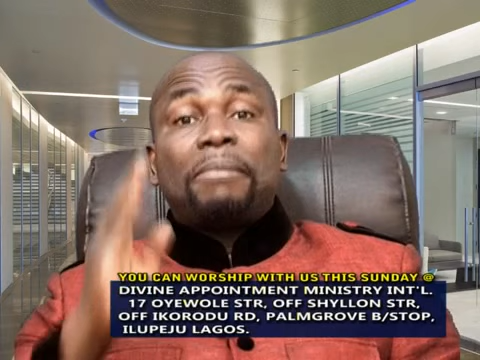 YOU CAN WORSHIP WITH US THIS SUNDAY @
DIVINE APPOINTMENT MINISTRY INT'L.
17 OYEWOLE STR, OFF SHYLLON STR,
OFF IKORODU RD, PALMGROVE B/STOP,
ILUPEJU LAGOS.